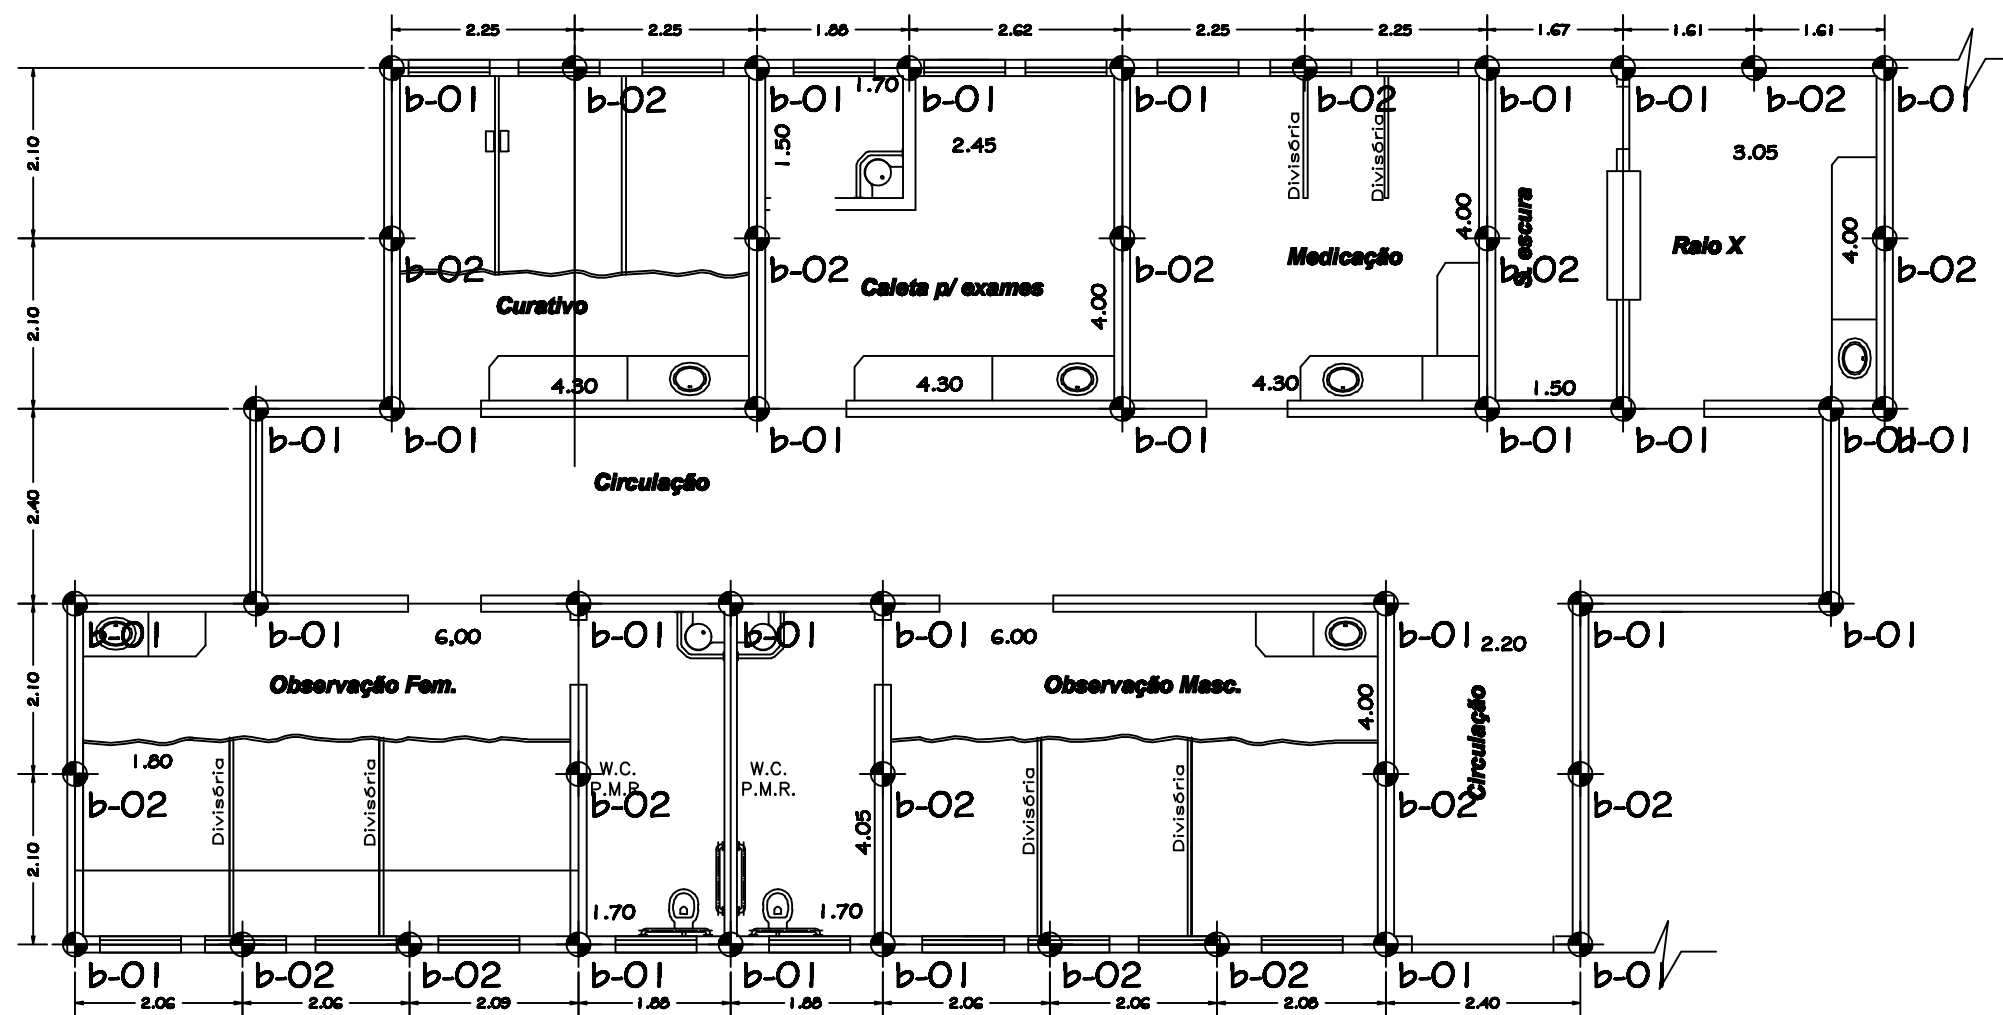 2.25 2.25 1.88 2.62 2.25 2.25 1.67 1.61 1.61
b-01 b-02 b-01 1.70 b-01 b-01 b-02 b-01 b-01 b-02 b-01
2.10 1.50 2.45 Divisória Divisória 3.05
4.00 S. escura 4.00
b-02 b-02 b-02 b-02 b-02
Curativo Caleta p/ exames Medicação Raio X
2.10 4.00
4.30 4.30 4.30 1.50
b-01 b-01 b-01 b-01 b-01 b-01 b-01 b-01
2.40 Circulação
b-01 b-01 6,00 b-01 b-01 b-01 6.00 b-01 2.20 b-01 b-01
2.10 Observação Fem. Observação Masc. 4.00 Circulação
1.80 Divisória Divisória W.C. W.C. Divisória Divisória
P.M.R. P.M.R.
b-02 b-02 b-02 b-02 b-02
2.10 4.05
1.70 1.70
b-01 b-02 b-02 b-01 b-01 b-01 b-02 b-02 b-01 b-01
2.06 2.06 2.09 1.88 1.88 2.06 2.06 2.08 2.40